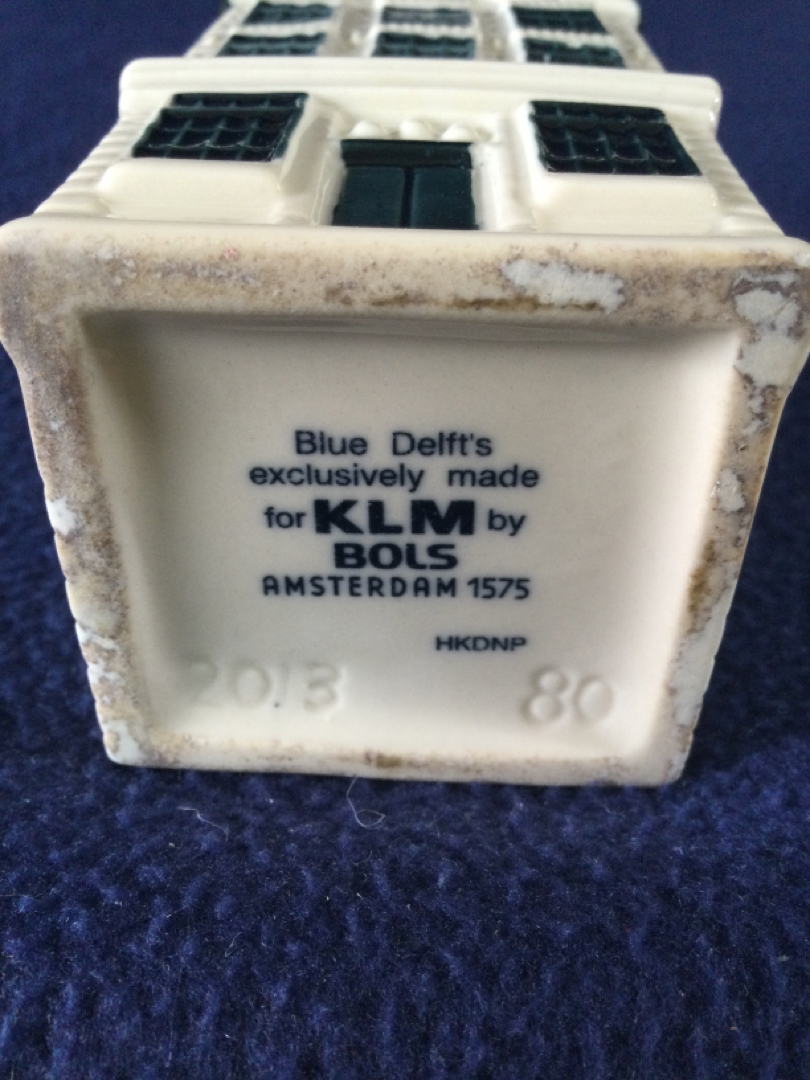 Blue Delft's
exclusively made
for KLM by
BOLS
AMSTERDAM 1575
HKDNP
2013 80